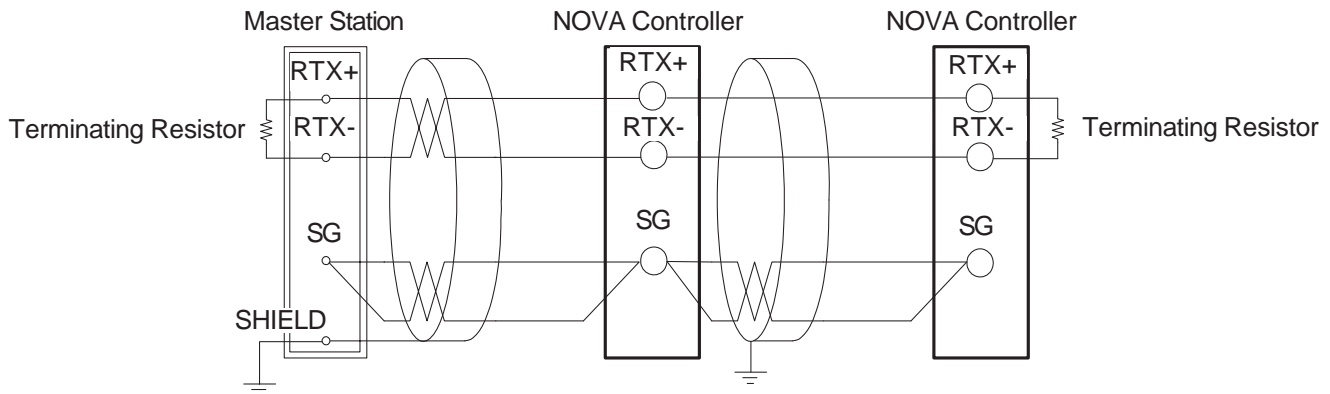 Master Station
NOVA Controller
NOVA Controller
RTX+
RTX+
RTX+
Terminating Resistor
RTX-
RTX-
RTX-
Terminating Resistor
SG
SG
SG
SHIELD